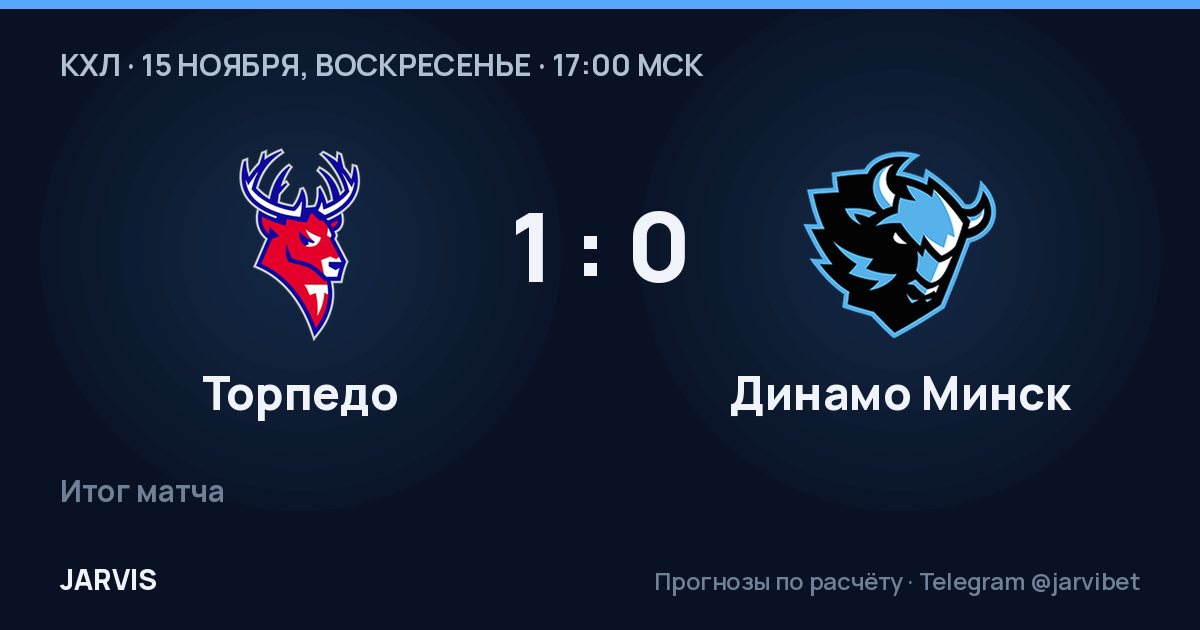 КХЛ · 15 НОЯБРЯ, ВОСКРЕСЕНЬЕ · 17:00 МСК
1 : 0
Торпедо
Динамо Минск
Итог матча
JARVIS
Прогнозы по расчёту · Telegram @jarvibet